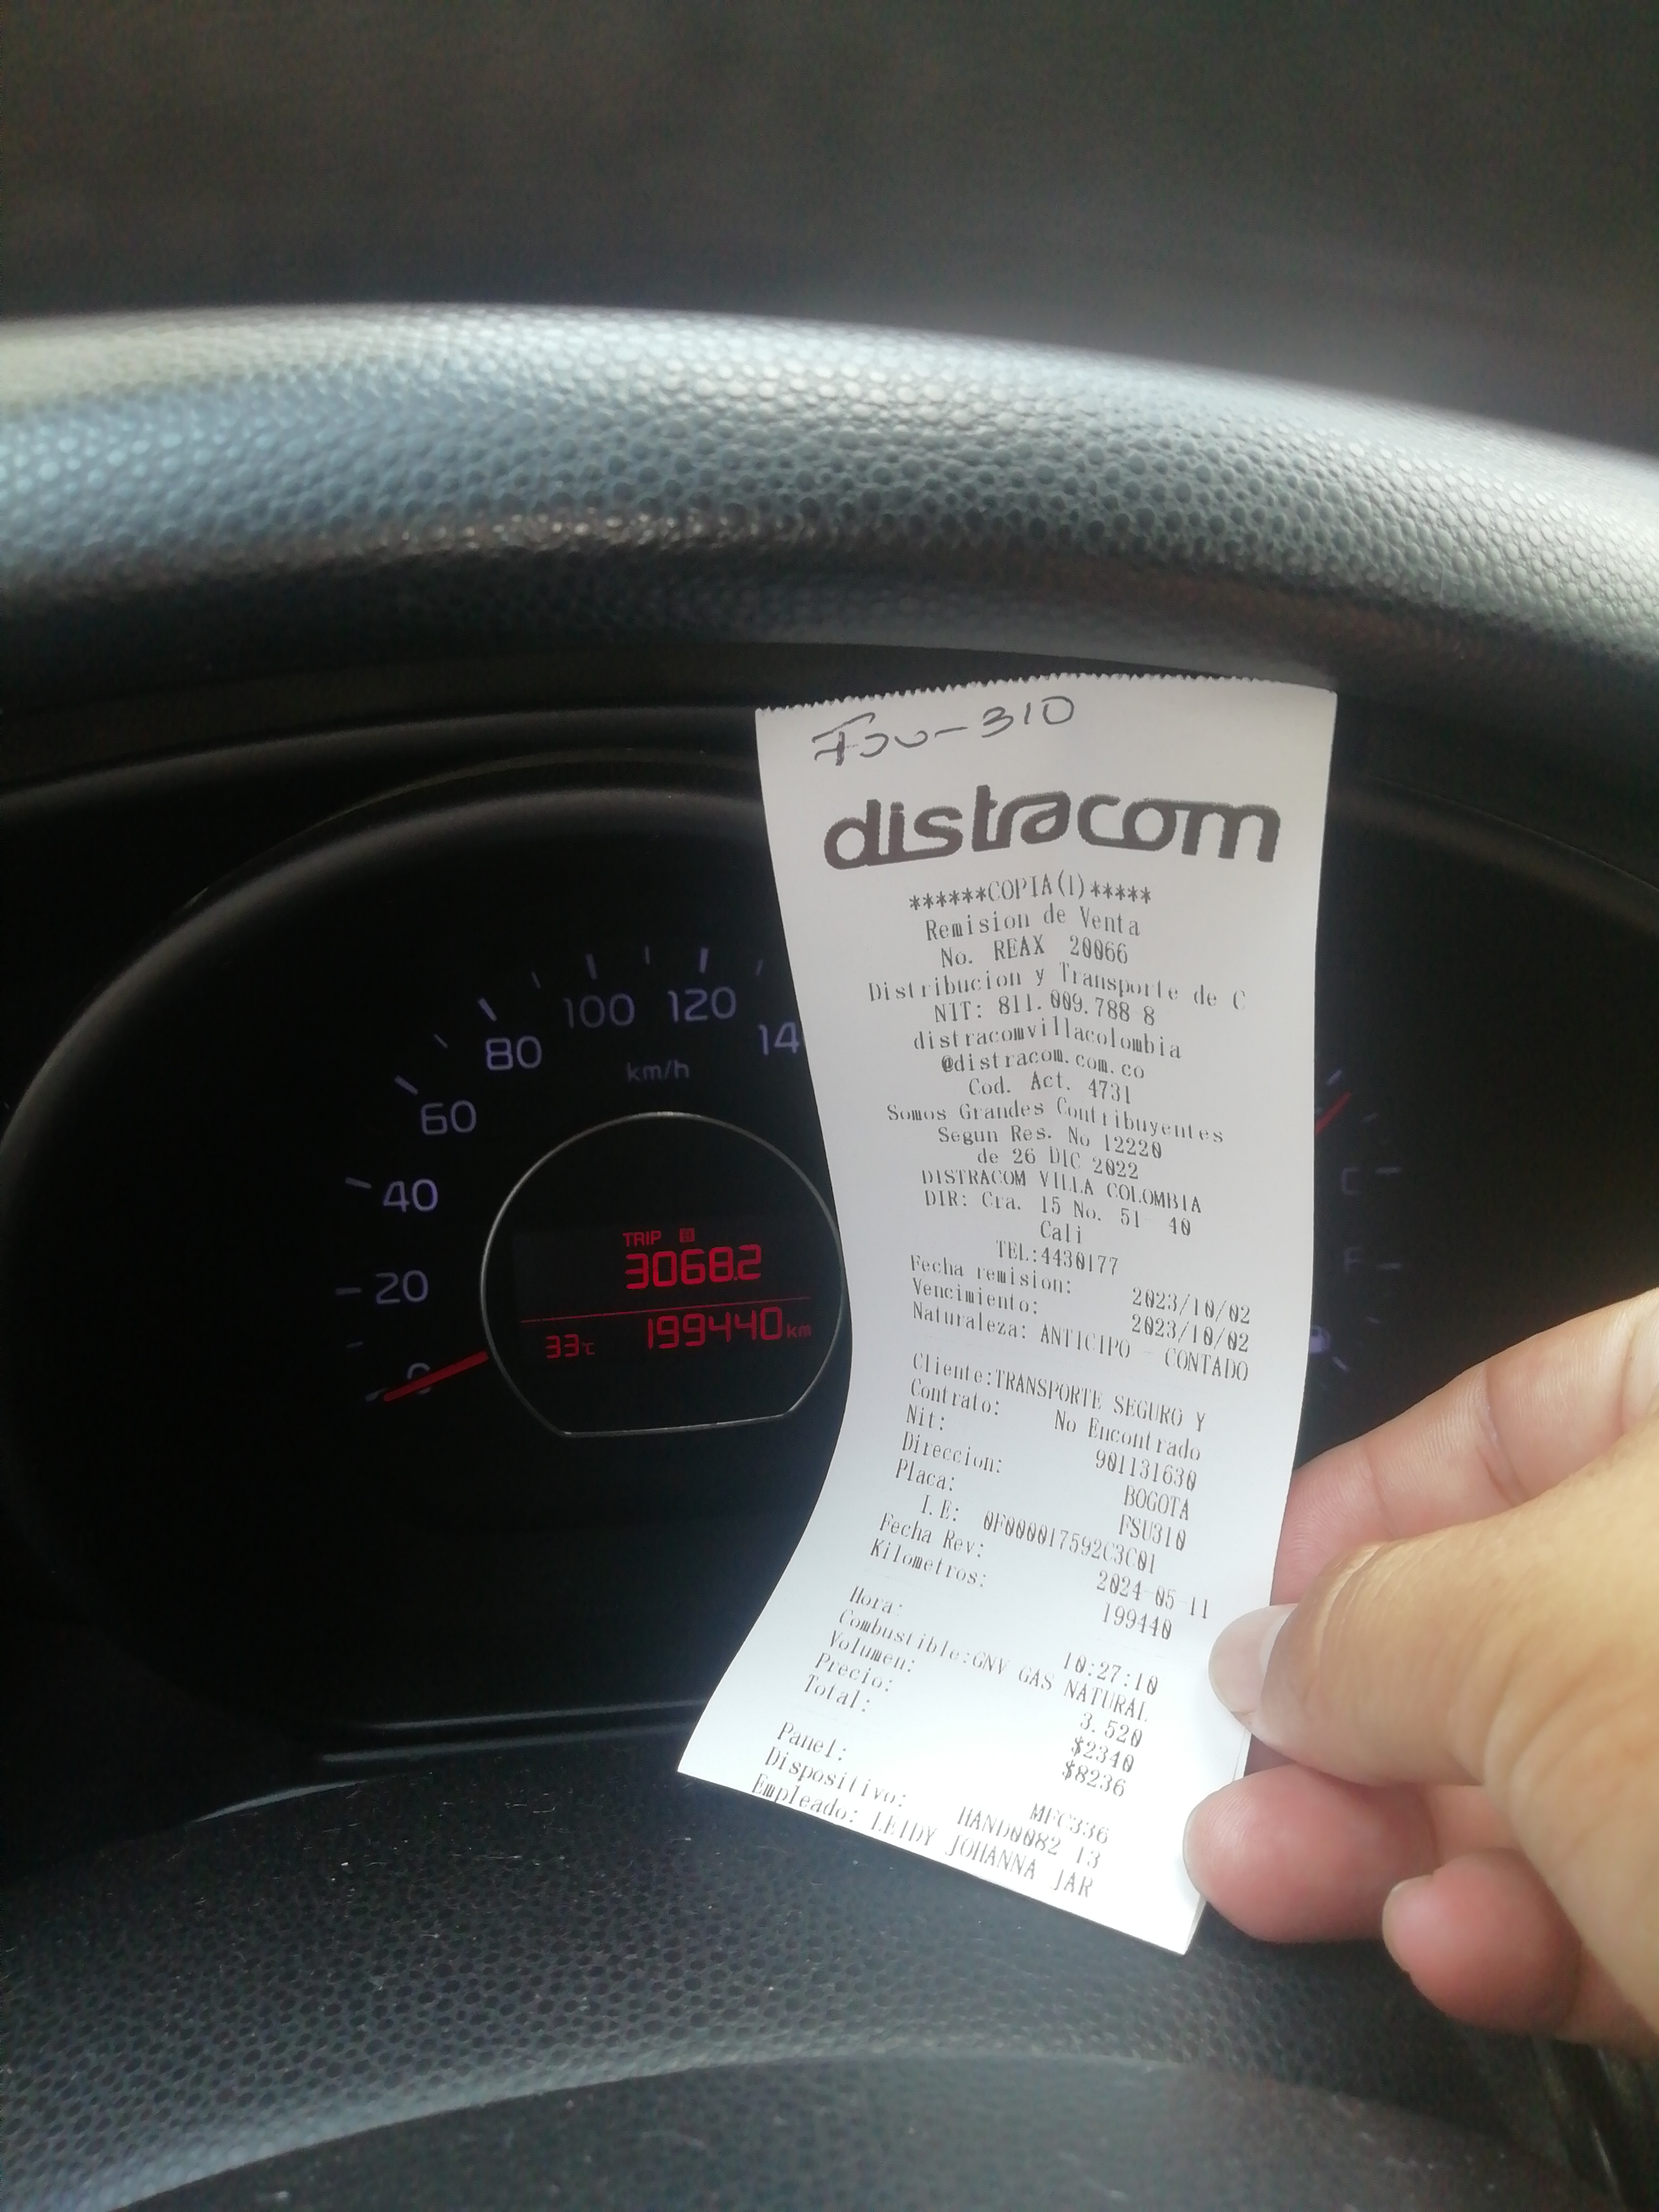 Fsu-310
distracom
******COPIA(1)*****
Remision de Venta
No. REAX 20066
Distribucion y Transporte de C
NIT: 811.009.788 8
distracomvillacolombia
@distracom.com.co
Cod. Act. 4731
Somos Grandes Contribuyentes
Segun Res. No 12220
de 26 DIC 2022
DISTRACOM VILLA COLOMBIA
DIR: Cra. 15 No. 51 40
Cali
TEL:4430177
Fecha remision: 2023/10/02
Vencimiento: 2023/10/02
Naturaleza: ANTICIPO - CONTADO
Cliente:TRANSPORTE SEGURO Y
Contrato: No Encontrado
Nit: 901131630
Direccion: BOGOTA
Placa: FSU310
I.E: 0F000017592C3C01
Fecha Rev: 2024-05-11
Kilometros: 199440
Hora: 10:27:10
Combustible:GNV GAS NATURAL
Volumen: 3.520
Precio: $2340
Total: $8236
Panel: MFC336
Dispositivo: HAND0082 13
Empleado: LEIDY JOHANNA JAR
0
20
40
60
80
100
120
14
km/h
TRIP B
3068.2
33°C 199440 km
C
F